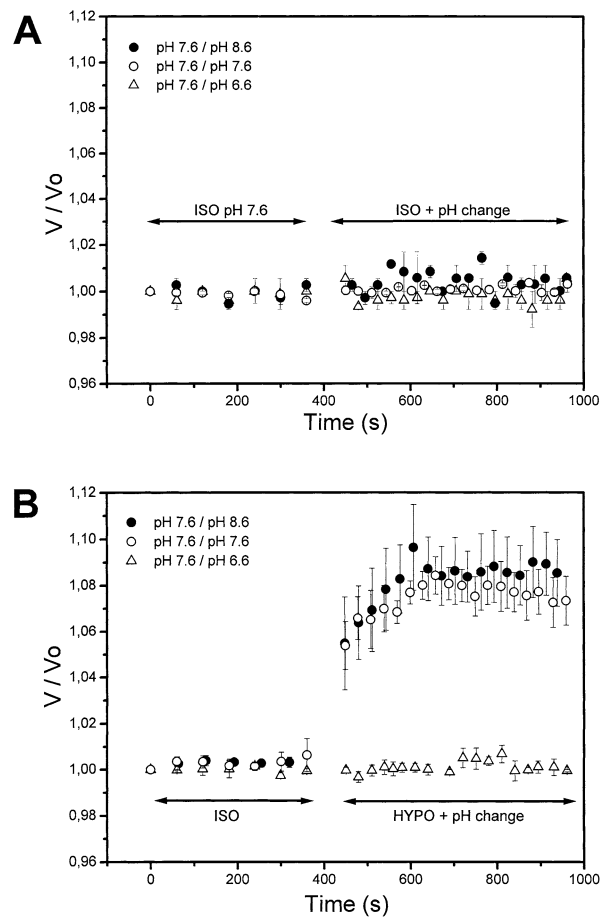 A
1,12
1,10
1,08
1,06
1,04
1,02
1,00
0,98
0,96
V / Vo
pH 7.6 / pH 8.6
pH 7.6 / pH 7.6
pH 7.6 / pH 6.6
ISO pH 7.6
ISO + pH change
0 200 400 600 800 1000
Time (s)
B
1,12
1,10
1,08
1,06
1,04
1,02
1,00
0,98
0,96
V / Vo
pH 7.6 / pH 8.6
pH 7.6 / pH 7.6
pH 7.6 / pH 6.6
ISO
HYPO + pH change
0 200 400 600 800 1000
Time (s)